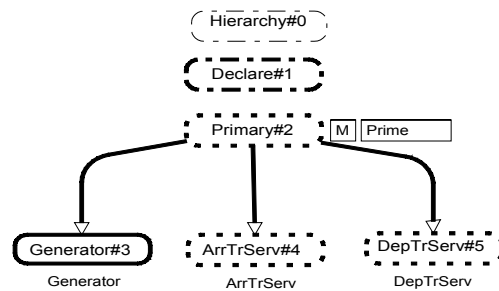 Hierarchy#0
Declare#1
Primary#2 M Prime
Generator#3 ArrTrServ#4 DepTrServ#5
Generator ArrTrServ DepTrServ